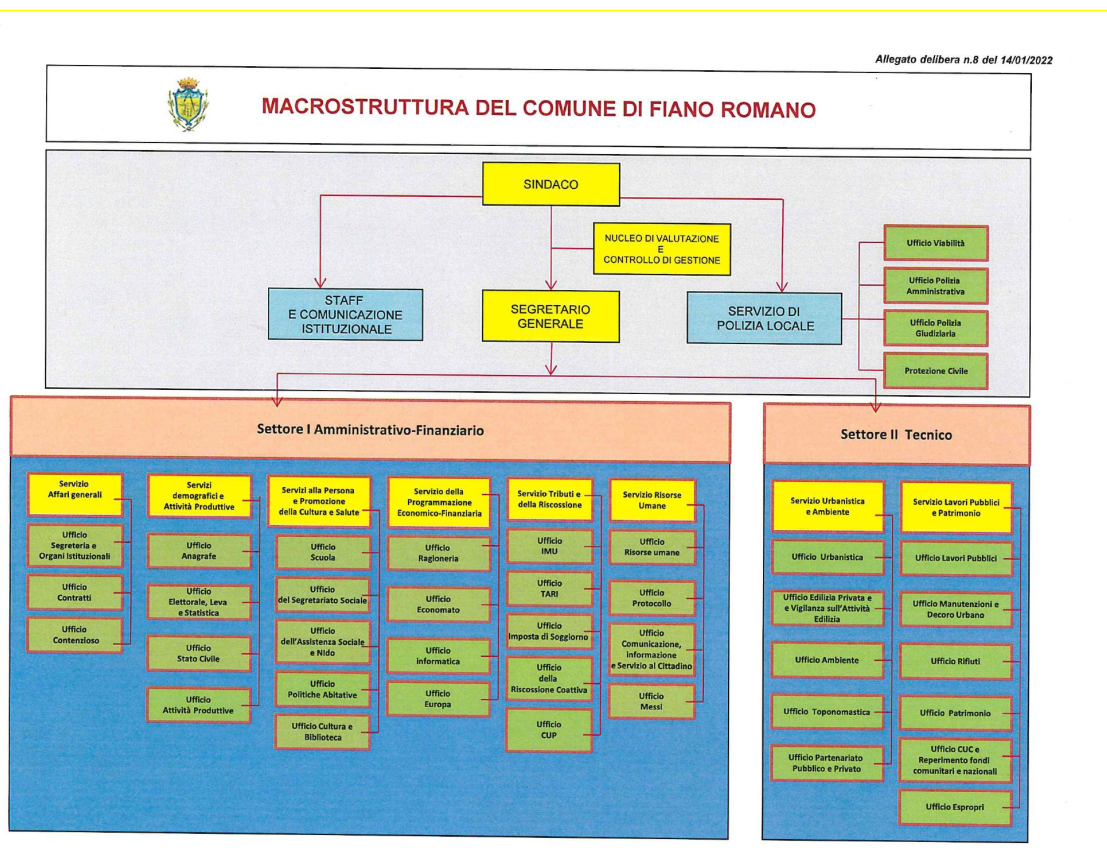 Allegato delibera n.8 del 14/01/2022
MACROSTRUTTURA DEL COMUNE DI FIANO ROMANO
SINDACO
NUCLEO DI VALUTAZIONE
E
CONTROLLO DI GESTIONE
STAFF
E COMUNICAZIONE
ISTITUZIONALE
SEGRETARIO
GENERALE
SERVIZIO DI
POLIZIA LOCALE
Ufficio Viabilità
Ufficio Polizia
Amministrativa
Ufficio Polizia
Giudiziaria
Protezione Civile
Settore I Amministrativo-Finanziario
Servizio
Affari generali
Ufficio
Segreteria e
Organi Istituzionali
Ufficio
Contratti
Ufficio
Contenzioso
Servizi
demografici e
Attività Produttive
Ufficio
Anagrafe
Ufficio
Elettorale, Leva
e Statistica
Ufficio
Stato Civile
Ufficio
Attività Produttive
Servizi alla Persona
e Promozione
della Cultura e Salute
Ufficio
Scuola
Ufficio
del Segretariato Sociale
Ufficio
dell'Assistenza Sociale
e Nido
Ufficio
Politiche Abitative
Ufficio Cultura e
Biblioteca
Servizio della
Programmazione
Economico-Finanziaria
Ufficio
Ragioneria
Ufficio
Economato
Ufficio
informatica
Ufficio
Europa
Servizio Tributi e
della Riscossione
Ufficio
IMU
Ufficio
TARI
Ufficio
Imposta di Soggiorno
Ufficio
della
Riscossione Coattiva
Ufficio
CUP
Servizio Risorse
Umane
Ufficio
Risorse umane
Ufficio
Protocollo
Ufficio
Comunicazione,
informazione
e Servizio al Cittadino
Ufficio
Messi
Settore II Tecnico
Servizio Urbanistica
e Ambiente
Ufficio Urbanistica
Ufficio Edilizia Privata e
e Vigilanza sull'Attività
Edilizia
Ufficio Ambiente
Ufficio Toponomastica
Ufficio Partenariato
Pubblico e Privato
Servizio Lavori Pubblici
e Patrimonio
Ufficio Lavori Pubblici
Ufficio Manutenzioni e
Decoro Urbano
Ufficio Rifiuti
Ufficio Patrimonio
Ufficio CUC e
Reperimento fondi
comunitari e nazionali
Ufficio Espropri